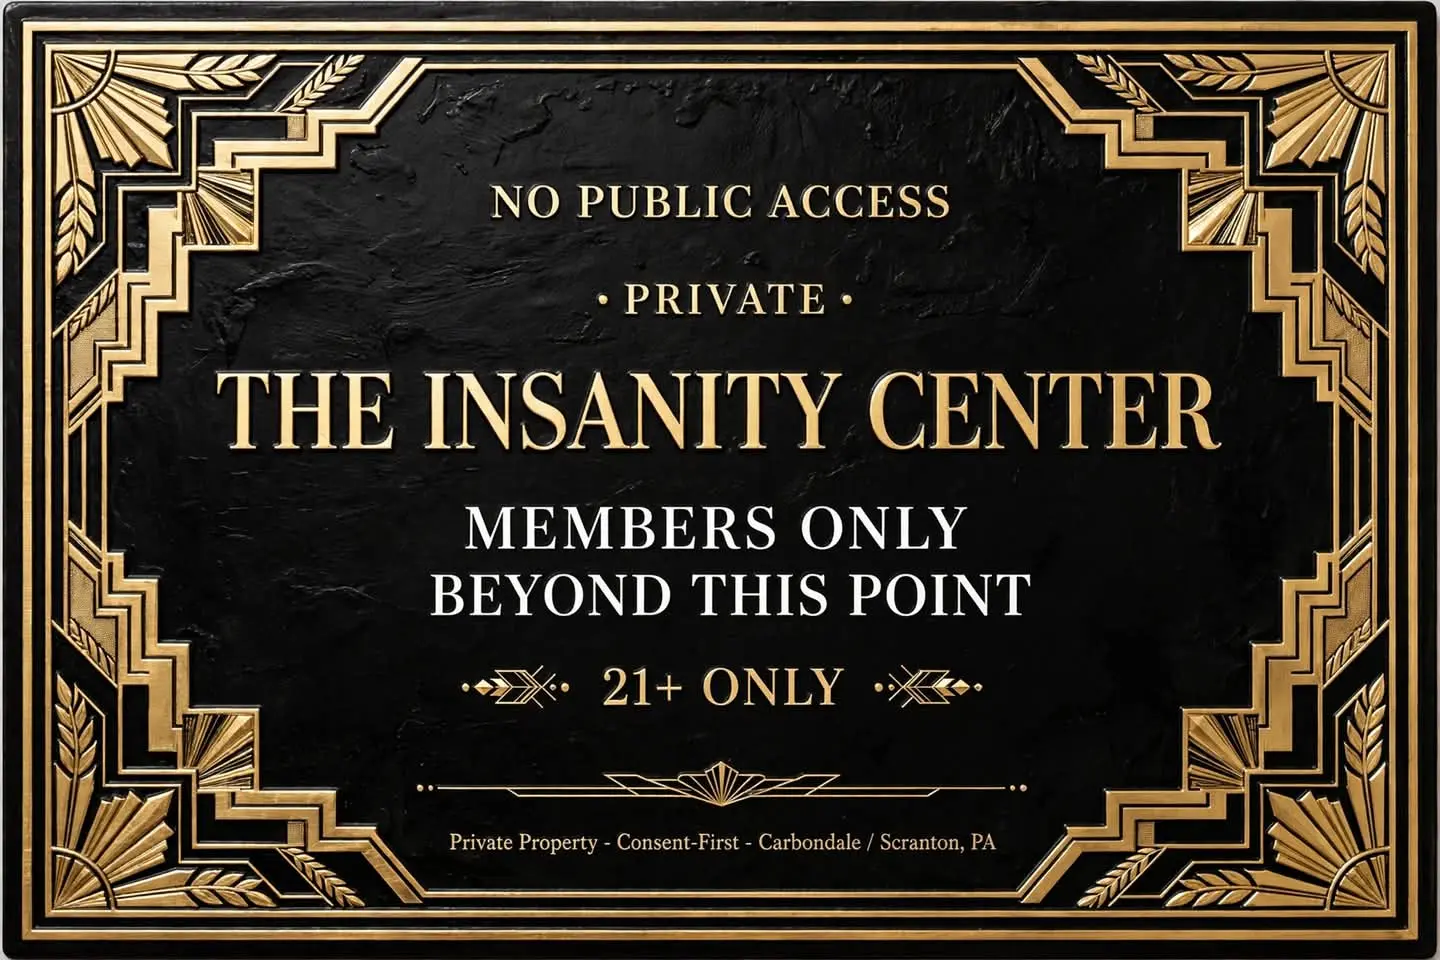 NO PUBLIC ACCESS
· PRIVATE ·
THE INSANITY CENTER
MEMBERS ONLY
BEYOND THIS POINT
21+ ONLY
Private Property - Consent-First - Carbondale / Scranton, PA